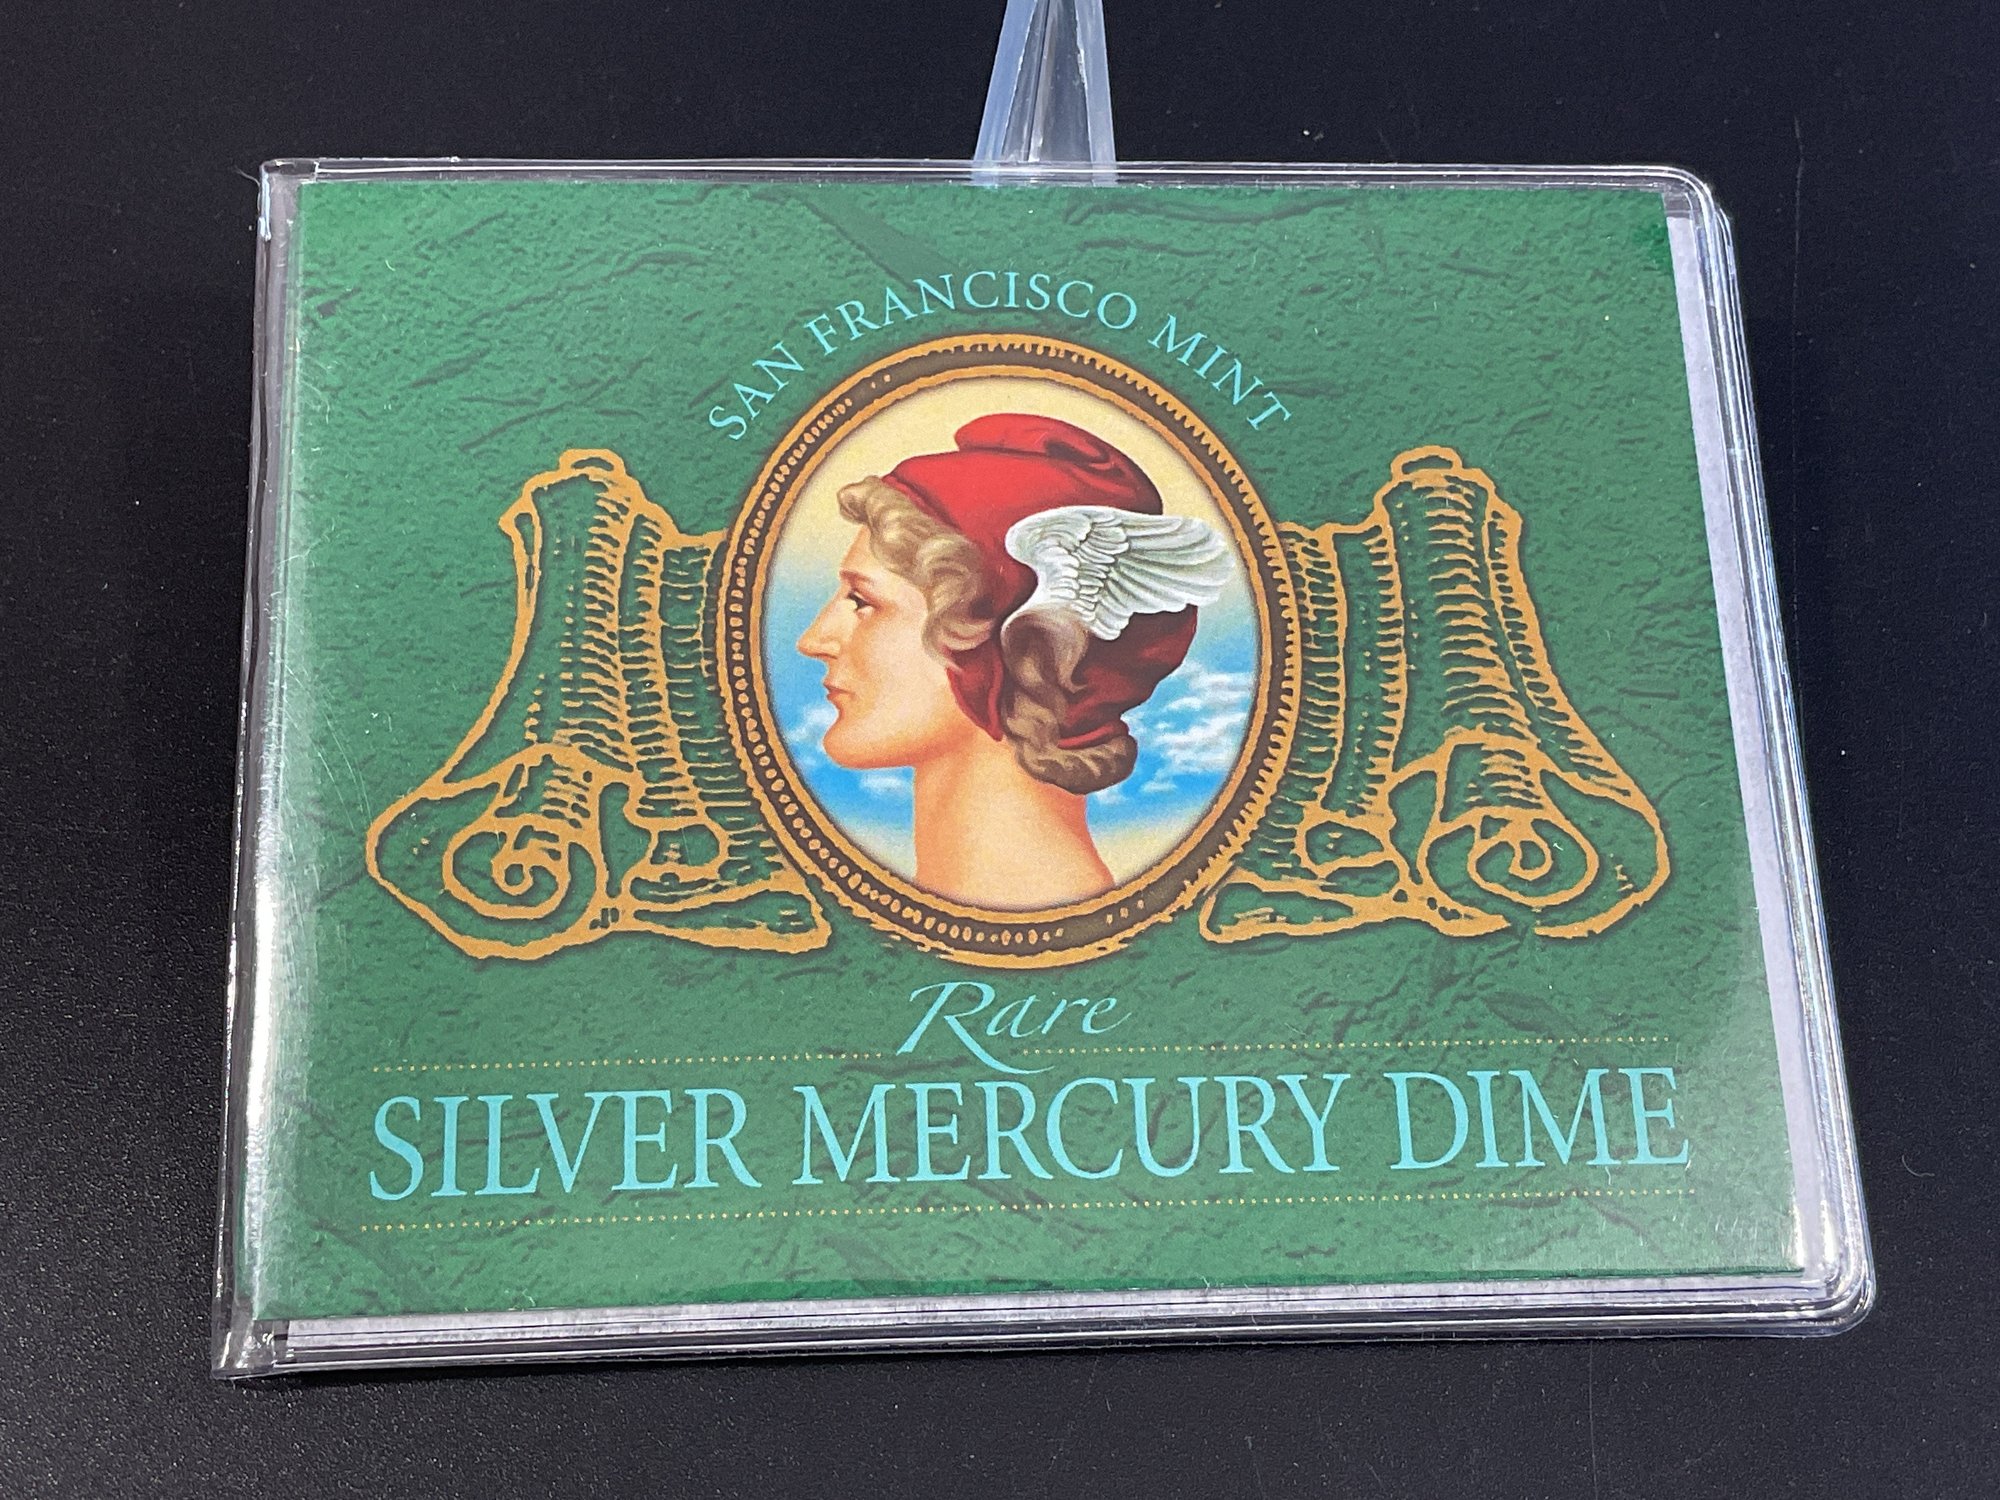 SAN FRANCISCO MINT
Rare
SILVER MERCURY DIME